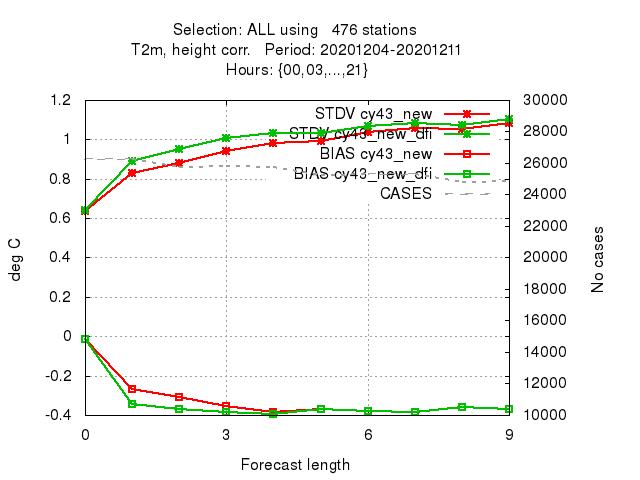 Selection: ALL using 476 stations
T2m, height corr. Period: 20201204-20201211
Hours: {00,03,...,21}
1.2
1
0.8
0.6
0.4
0.2
0
-0.2
-0.4
deg C
STDV cy43_new
STDV cy43_new_dfi
BIAS cy43_new
BIAS cy43_new_dfi
CASES
30000
28000
26000
24000
22000
20000
18000
16000
14000
12000
10000
No cases
0 3 6 9
Forecast length